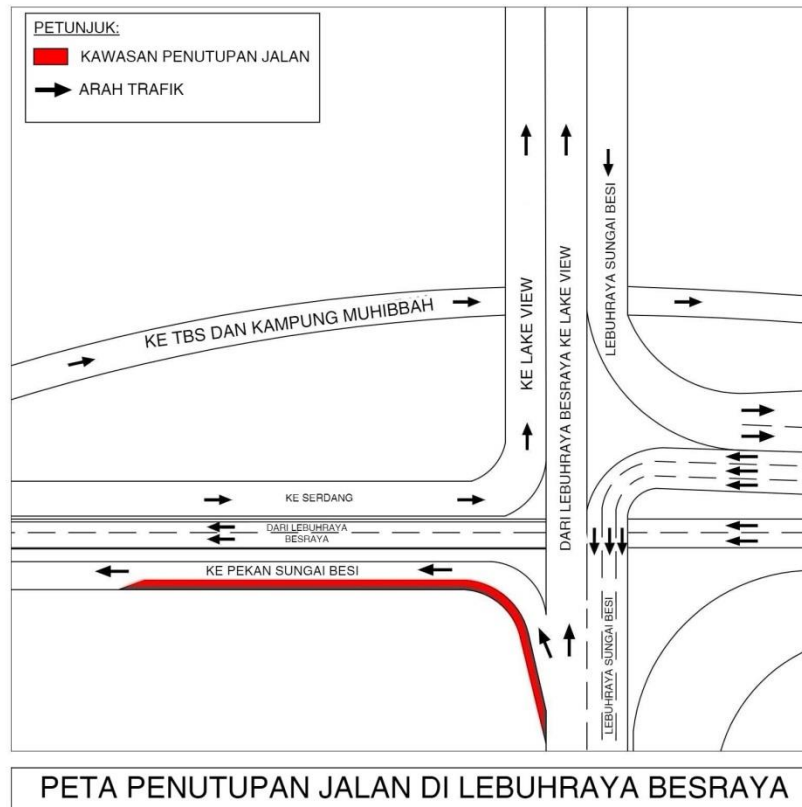 PETUNJUK:
KAWASAN PENUTUPAN JALAN
ARAH TRAFIK
KE TBS DAN KAMPUNG MUHIBBAH
KE LAKE VIEW
DARI LEBUHRAYA BESRAYA KE LAKE VIEW
LEBUHRAYA SUNGAI BESI
KE SERDANG
DARI LEBUHRAYA
BESRAYA
KE PEKAN SUNGAI BESI
LEBUHRAYA SUNGAI BESI
PETA PENUTUPAN JALAN DI LEBUHRAYA BESRAYA